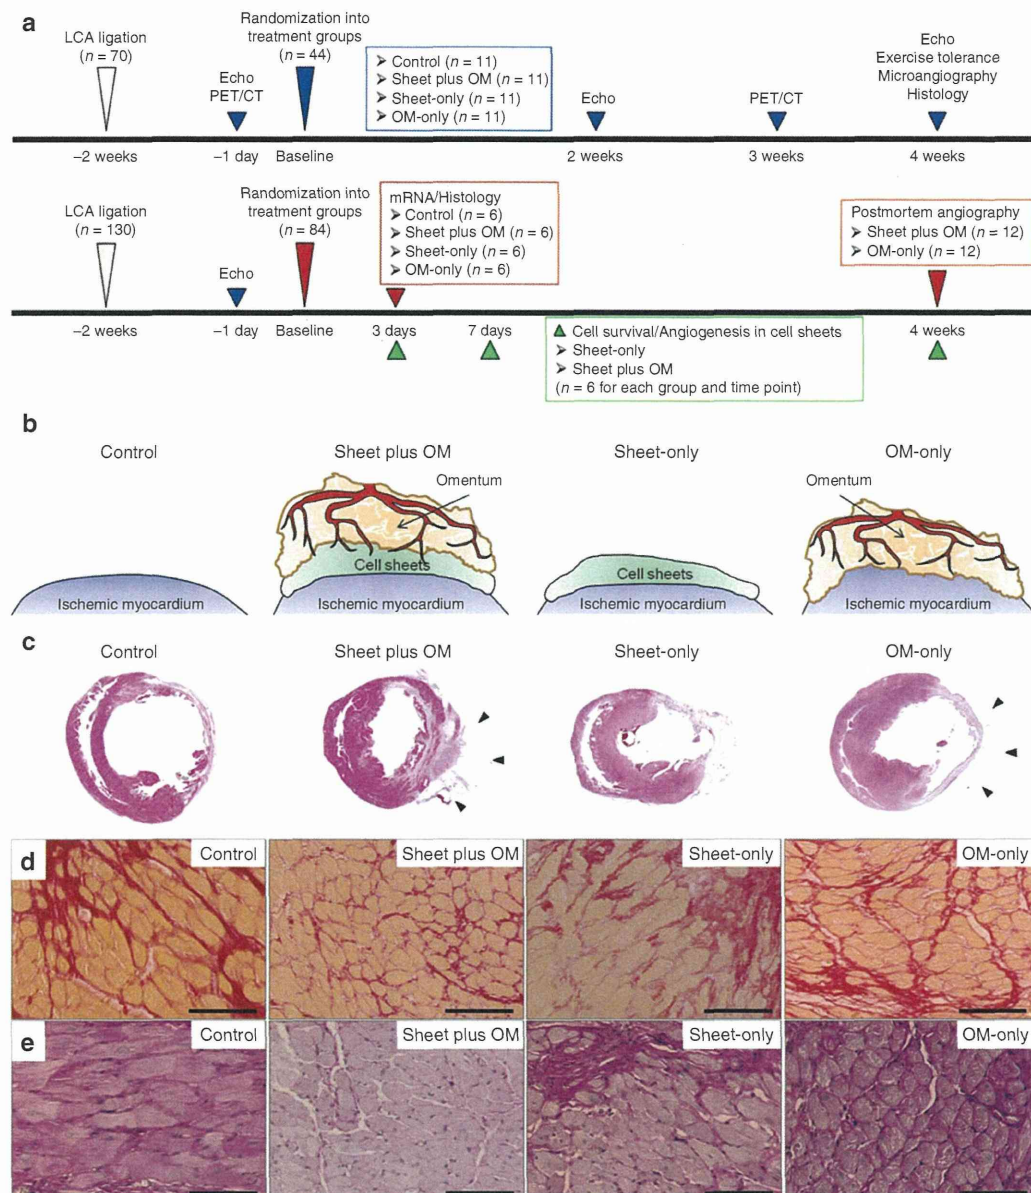 a
LCA ligation
(n = 70)
Echo
PET/CT
Randomization into
treatment groups
(n = 44)
➢ Control (n = 11)
➢ Sheet plus OM (n = 11)
➢ Sheet-only (n = 11)
➢ OM-only (n = 11)
Echo
PET/CT
Echo
Exercise tolerance
Microangiography
Histology
–2 weeks
–1 day
Baseline
2 weeks
3 weeks
4 weeks
LCA ligation
(n = 130)
Echo
Randomization into
treatment groups
(n = 84)
mRNA/Histology
➢ Control (n = 6)
➢ Sheet plus OM (n = 6)
➢ Sheet-only (n = 6)
➢ OM-only (n = 6)
Postmortem angiography
➢ Sheet plus OM (n = 12)
➢ OM-only (n = 12)
–2 weeks
–1 day
Baseline
3 days
7 days
4 weeks
Cell survival/Angiogenesis in cell sheets
➢ Sheet-only
➢ Sheet plus OM
(n = 6 for each group and time point)
b
Control
Ischemic myocardium
Sheet plus OM
Omentum
Cell sheets
Ischemic myocardium
Sheet-only
Cell sheets
Ischemic myocardium
OM-only
Omentum
Ischemic myocardium
c
Control
Sheet plus OM
Sheet-only
OM-only
d
Control
Sheet plus OM
Sheet-only
OM-only
e
Control
Sheet plus OM
Sheet-only
OM-only